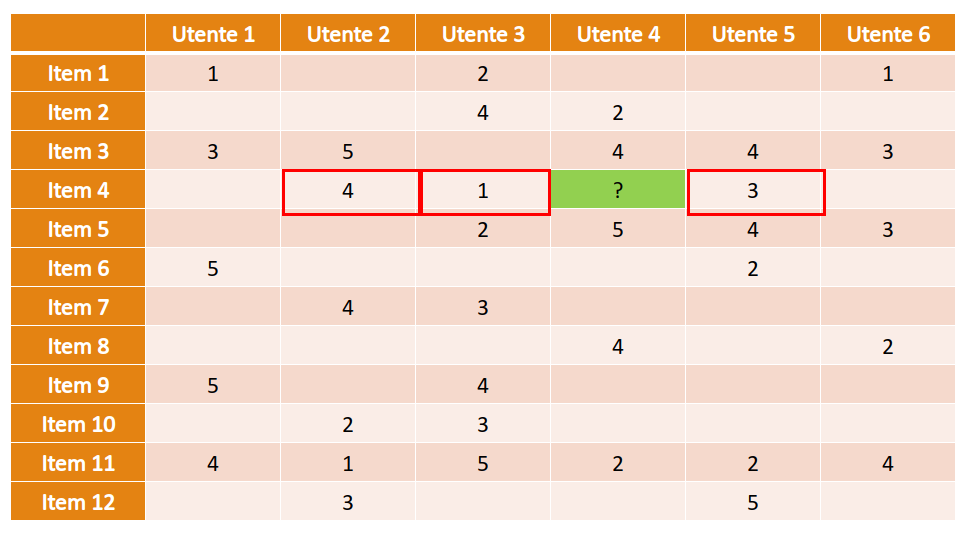 Utente 1 Utente 2 Utente 3 Utente 4 Utente 5 Utente 6
Item 1 1 2 1
Item 2 4 2
Item 3 3 5 4 4 3
Item 4 4 1 ? 3
Item 5 2 5 4 3
Item 6 5 2
Item 7 4 3
Item 8 4 2
Item 9 5 4
Item 10 2 3
Item 11 4 1 5 2 2 4
Item 12 3 5